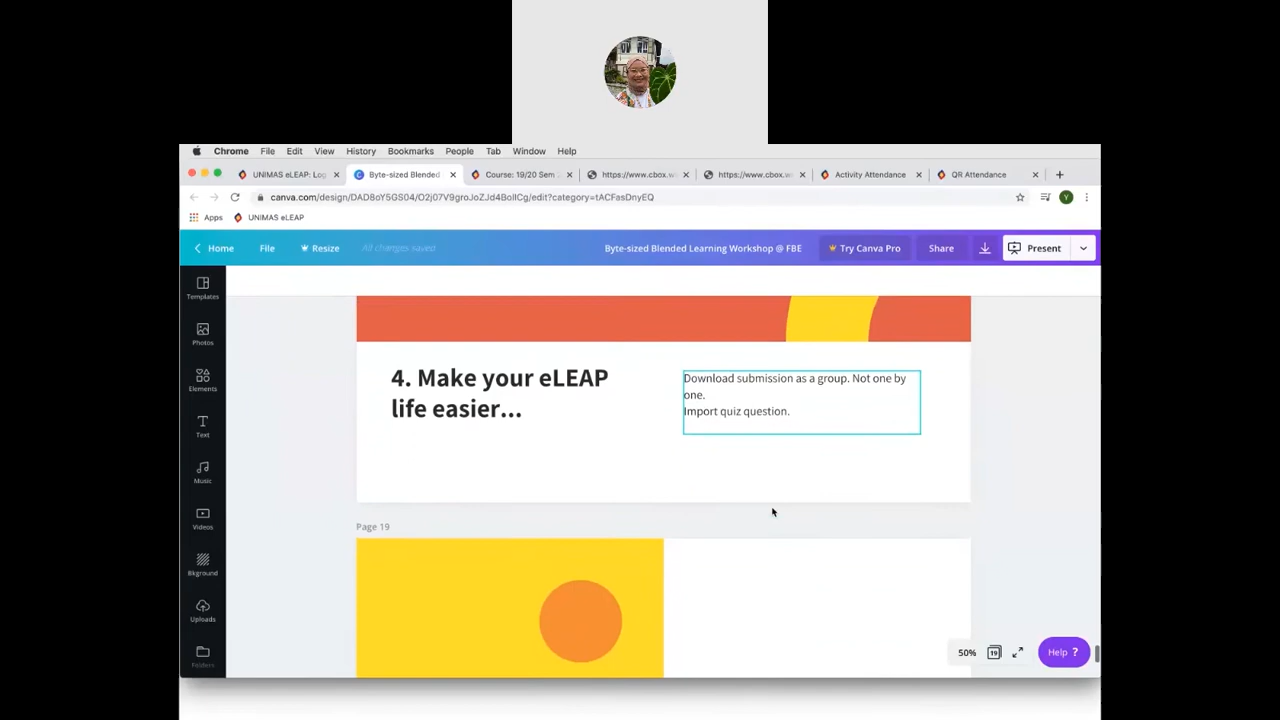 Chrome File Edit View History Bookmarks People Tab Window Help
UNIMAS eLEAP: Log
Byte-sized Blended
Course: 19/20 Sem
https://www.cbox.w
https://www.cbox.w
Activity Attendance
QR Attendance
canva.com/design/DADBoY5GS04/O2j07V9groJoZJd4BollCg/edit?category=tACFasDnyEQ
Y
Apps UNIMAS eLEAP
Home File Resize All changes saved Byte-sized Blended Learning Workshop @ FBE Try Canva Pro Share Present
Templates
Photos
Elements
Text
Music
Videos
Bkground
Uploads
Folders
4. Make your eLEAP
life easier...
Download submission as a group. Not one by
one.
Import quiz question.
Page 19
50% 19 Help ?